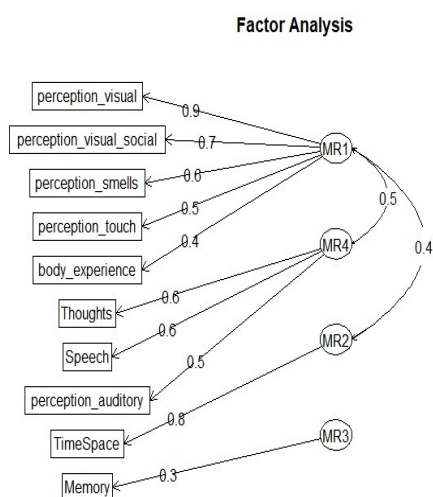 Factor Analysis
perception_visual
0.9
perception_visual_social
0.7
MR1
perception_smells
0.6
0.5
perception_touch
0.5
0.4
body_experience
0.4
MR4
Thoughts
0.6
Speech
0.6
MR2
0.5
perception_auditory
0.8
TimeSpace
MR3
0.3
Memory